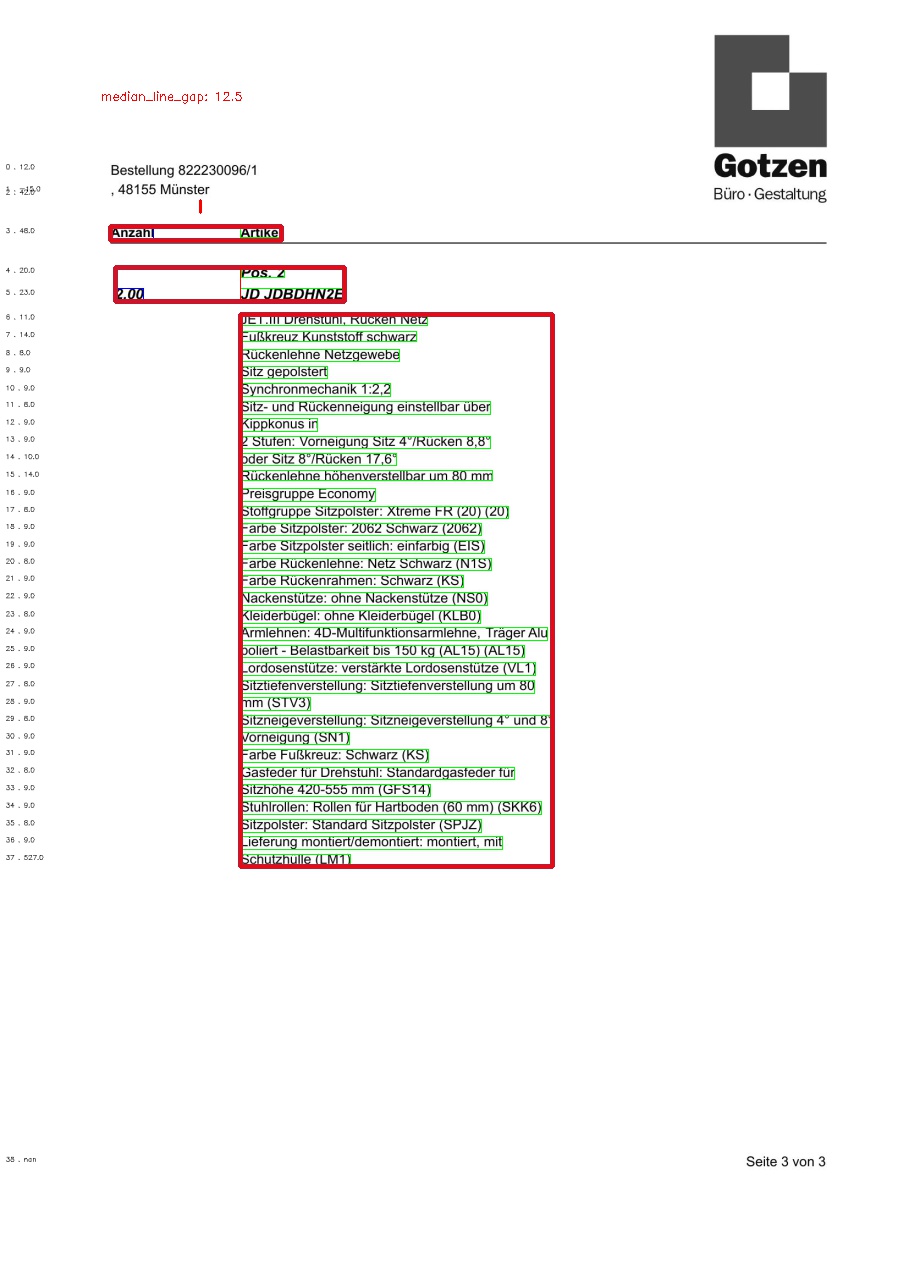 median_line_gap: 12.5
Gotzen
Büro · Gestaltung
0 . 12.0
Bestellung 822230096/1
, 48155 Münster
2 . 42.0
3 . 48.0
Anzahl Artikel
4 . 20.0
Pos. 2
5 . 23.0
2,00 JD JDBDHN2E
6 . 11.0
JET.III Drehstuhl, Rücken Netz
7 . 14.0
Fußkreuz Kunststoff schwarz
8 . 8.0
Rückenlehne Netzgewebe
9 . 9.0
Sitz gepolstert
10 . 9.0
Synchronmechanik 1:2,2
11 . 8.0
Sitz- und Rückenneigung einstellbar über
12 . 9.0
Kippkonus in
13 . 9.0
2 Stufen: Vorneigung Sitz 4°/Rücken 8,8°
14 . 10.0
oder Sitz 8°/Rücken 17,6°
15 . 14.0
Rückenlehne höhenverstellbar um 80 mm
16 . 9.0
Preisgruppe Economy
17 . 8.0
Stoffgruppe Sitzpolster: Xtreme FR (20) (20)
18 . 9.0
Farbe Sitzpolster: 2062 Schwarz (2062)
19 . 9.0
Farbe Sitzpolster seitlich: einfarbig (EIS)
20 . 8.0
Farbe Rückenlehne: Netz Schwarz (N1S)
21 . 9.0
Farbe Rückenrahmen: Schwarz (KS)
22 . 9.0
Nackenstütze: ohne Nackenstütze (NS0)
23 . 8.0
Kleiderbügel: ohne Kleiderbügel (KLB0)
24 . 9.0
Armlehnen: 4D-Multifunktionsarmlehne, Träger Alu
25 . 9.0
poliert - Belastbarkeit bis 150 kg (AL15) (AL15)
26 . 9.0
Lordosenstütze: verstärkte Lordosenstütze (VL1)
27 . 8.0
Sitztiefenverstellung: Sitztiefenverstellung um 80
28 . 9.0
mm (STV3)
29 . 8.0
Sitzneigeverstellung: Sitzneigeverstellung 4° und 8°
30 . 9.0
Vorneigung (SN1)
31 . 9.0
Farbe Fußkreuz: Schwarz (KS)
32 . 8.0
Gasfeder für Drehstuhl: Standardgasfeder für
33 . 9.0
Sitzhöhe 420-555 mm (GFS14)
34 . 9.0
Stuhlrollen: Rollen für Hartboden (60 mm) (SKK6)
35 . 8.0
Sitzpolster: Standard Sitzpolster (SPJZ)
36 . 9.0
Lieferung montiert/demontiert: montiert, mit
37 . 527.0
Schutzhülle (LM1)
38 . nan
Seite 3 von 3